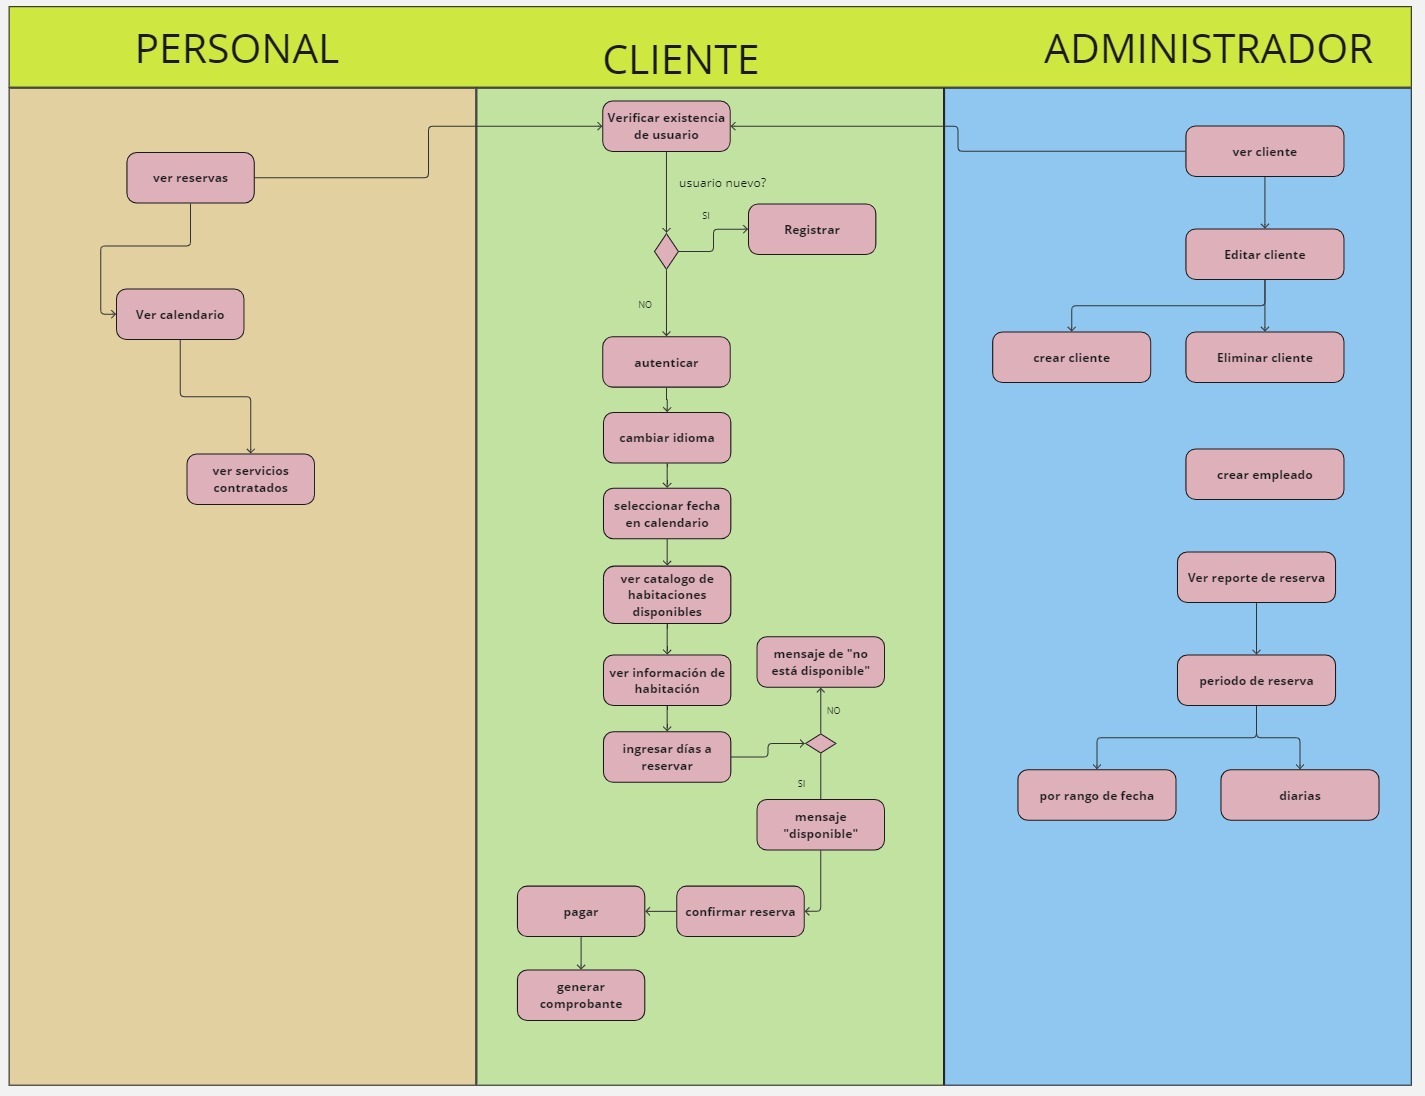 PERSONAL
CLIENTE
ADMINISTRADOR
ver reservas
Ver calendario
ver servicios
contratados
Verificar existencia
de usuario
usuario nuevo?
SI
Registrar
NO
autenticar
cambiar idioma
seleccionar fecha
en calendario
ver catalogo de
habitaciones
disponibles
ver información de
habitación
ingresar días a
reservar
mensaje de "no
está disponible"
NO
SI
mensaje
"disponible"
confirmar reserva
pagar
generar
comprobante
ver cliente
Editar cliente
crear cliente
Eliminar cliente
crear empleado
Ver reporte de reserva
periodo de reserva
por rango de fecha
diarias